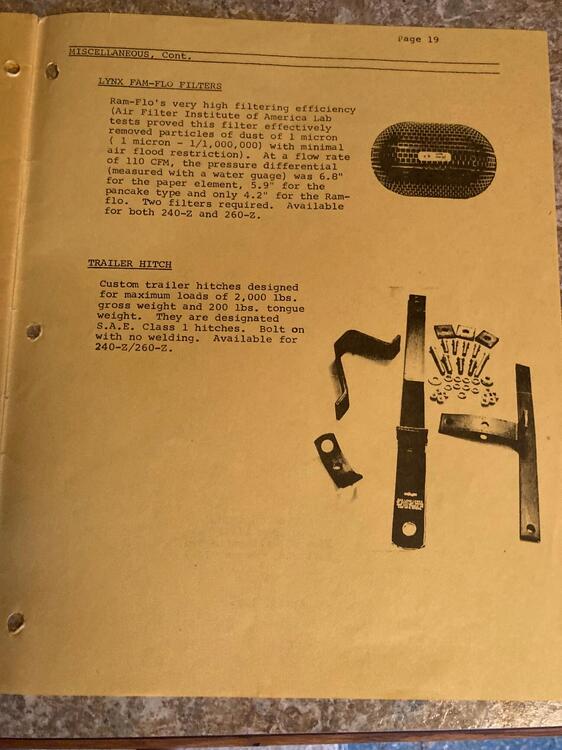 Page 19
MISCELLANEOUS, Cont.
LYNX FAM-FLO FILTERS
Ram-Flo's very high filtering efficiency
(Air Filter Institute of America Lab
tests proved this filter effectively
removed particles of dust of 1 micron
( 1 micron - 1/1,000,000) with minimal
air flood restriction). At a flow rate
of 110 CFM, the pressure differential
(measured with a water guage) was 6.8"
for the paper element, 5.9" for the
pancake type and only 4.2" for the Ram-
flo. Two filters required. Available
for both 240-Z and 260-Z.
TRAILER HITCH
Custom trailer hitches designed
for maximum loads of 2,000 lbs.
gross weight and 200 lbs. tongue
weight. They are designated
S.A.E. Class 1 hitches. Bolt on
with no welding. Available for
240-Z/260-Z.